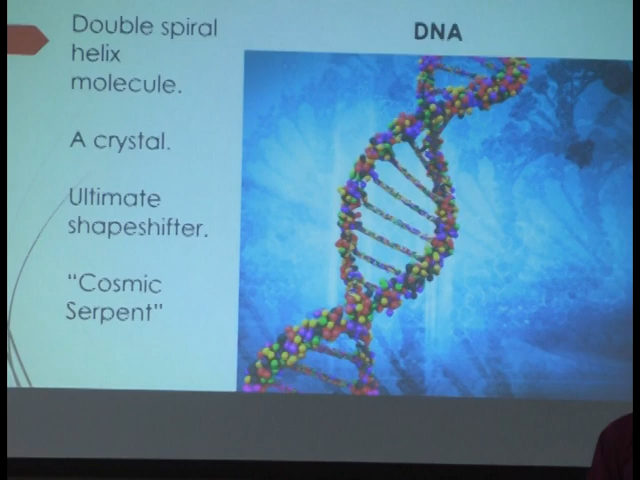 DNA
Double spiral
helix
molecule.
A crystal.
Ultimate
shapeshifter.
“Cosmic
Serpent”